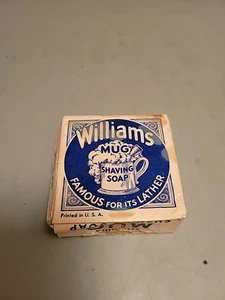 Williams
MUG
SHAVING
SOAP
FAMOUS FOR ITS LATHER
Printed in U. S. A.